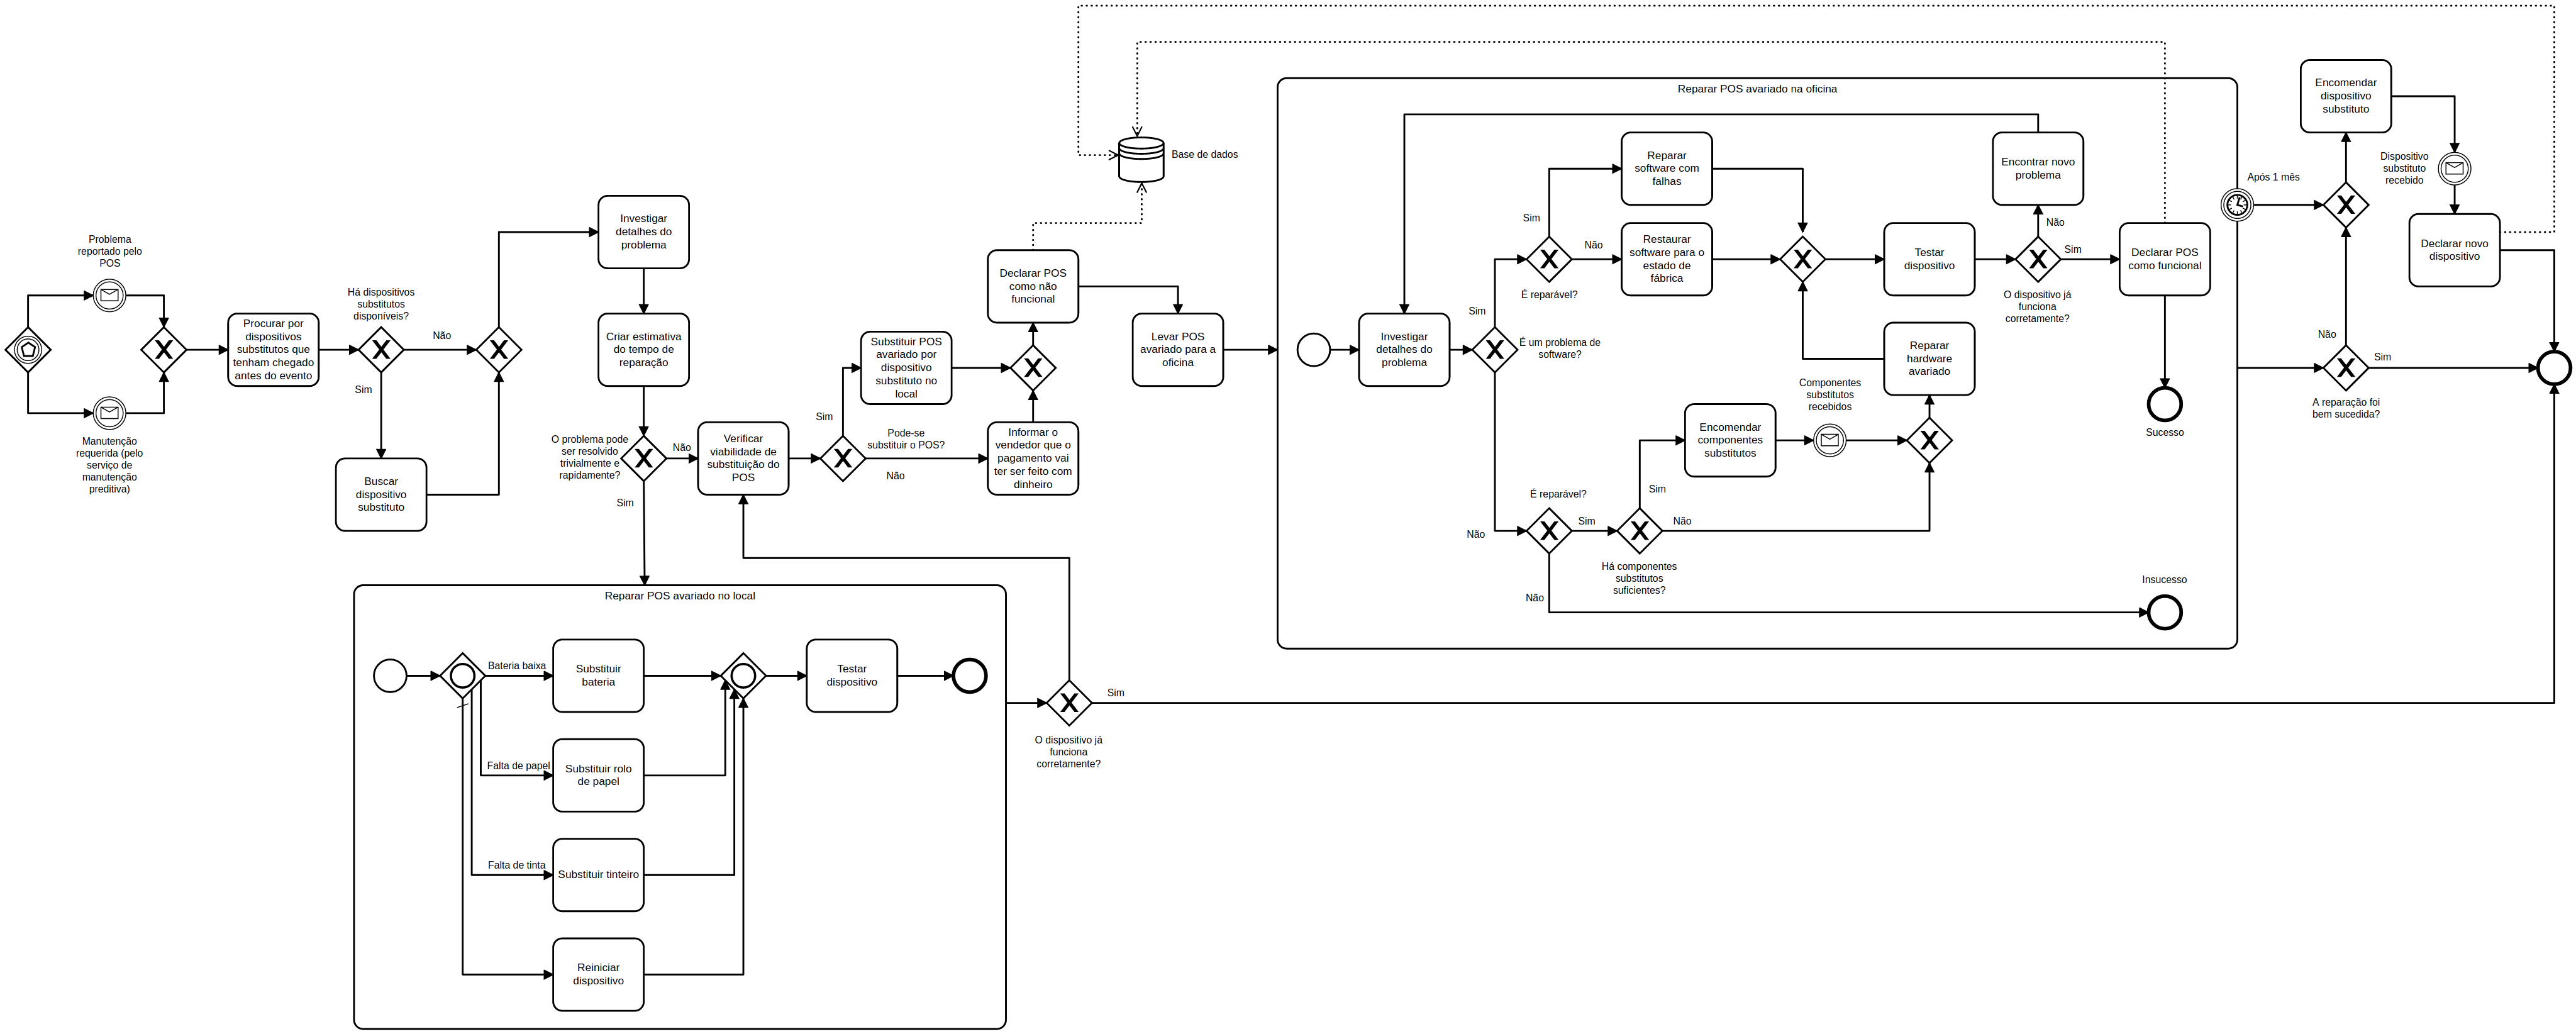 Problema
reportado pelo
POS
Manutenção
requerida (pelo
serviço de
manutenção
preditiva)
Procurar por
dispositivos
substitutos que
tenham chegado
antes do evento
Há dispositivos
substitutos
disponíveis?
Não
Sim
Buscar
dispositivo
substituto
Investigar
detalhes do
problema
Criar estimativa
do tempo de
reparação
O problema pode
ser resolvido
trivialmente e
rapidamente?
Não
Sim
Verificar
viabilidade de
substituição do
POS
Sim
Pode-se
substituir o POS?
Não
Substituir POS
avariado por
dispositivo
substituto no
local
Informar o
vendedor que o
pagamento vai
ter ser feito com
dinheiro
Declarar POS
como não
funcional
Base de dados
Levar POS
avariado para a
oficina
Reparar POS avariado no local
Bateria baixa
Substituir
bateria
Falta de papel
Substituir rolo
de papel
Falta de tinta
Substituir tinteiro
Reiniciar
dispositivo
Testar
dispositivo
O dispositivo já
funciona
corretamente?
Sim
Reparar POS avariado na oficina
Investigar
detalhes do
problema
Sim
É um problema de
software?
Não
Sim
É reparável?
Não
Reparar
software com
falhas
Restaurar
software para o
estado de
fábrica
É reparável?
Sim
Não
Há componentes
substitutos
suficientes?
Sim
Não
Encomendar
componentes
substitutos
Componentes
substitutos
recebidos
Reparar
hardware
avariado
Testar
dispositivo
O dispositivo já
funciona
corretamente?
Não
Sim
Encontrar novo
problema
Declarar POS
como funcional
Sucesso
Insucesso
Após 1 mês
Encomendar
dispositivo
substituto
Dispositivo
substituto
recebido
Declarar novo
dispositivo
Não
Sim
A reparação foi
bem sucedida?